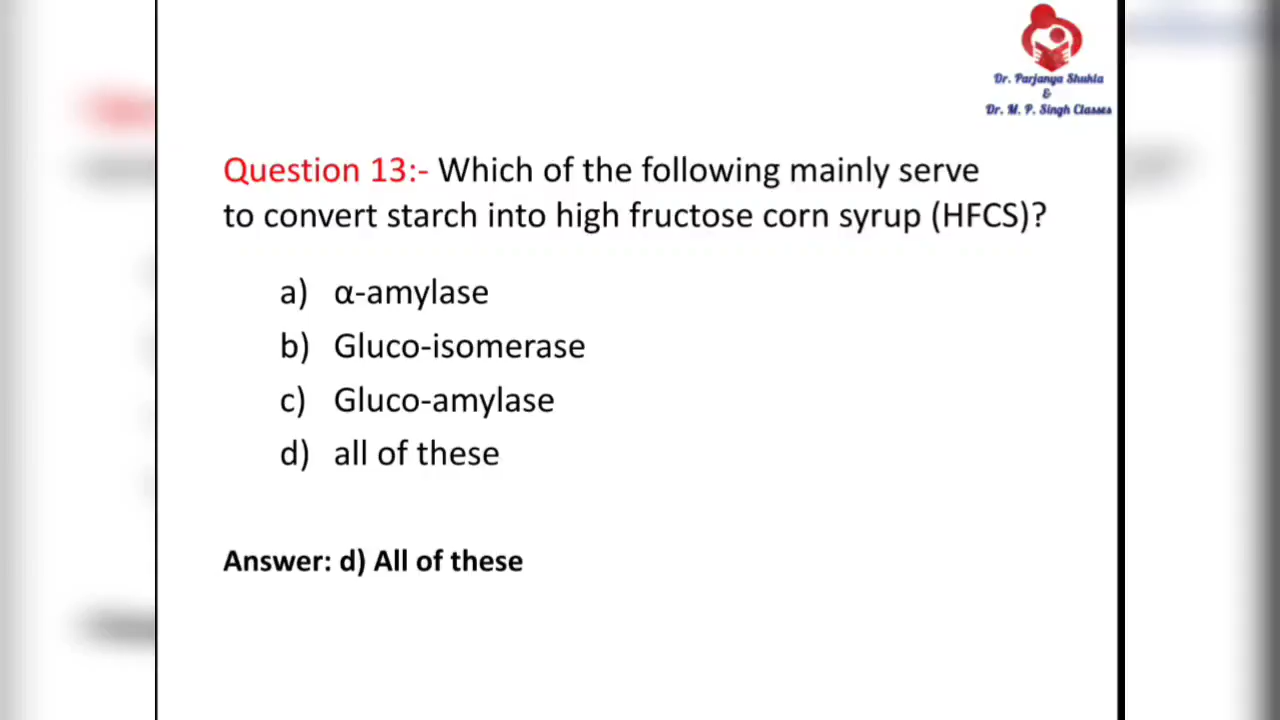 Dr. Parjanya Shukla
&
Dr. M. P. Singh Classes
Question 13:- Which of the following mainly serve
to convert starch into high fructose corn syrup (HFCS)?
a) α-amylase
b) Gluco-isomerase
c) Gluco-amylase
d) all of these
Answer: d) All of these